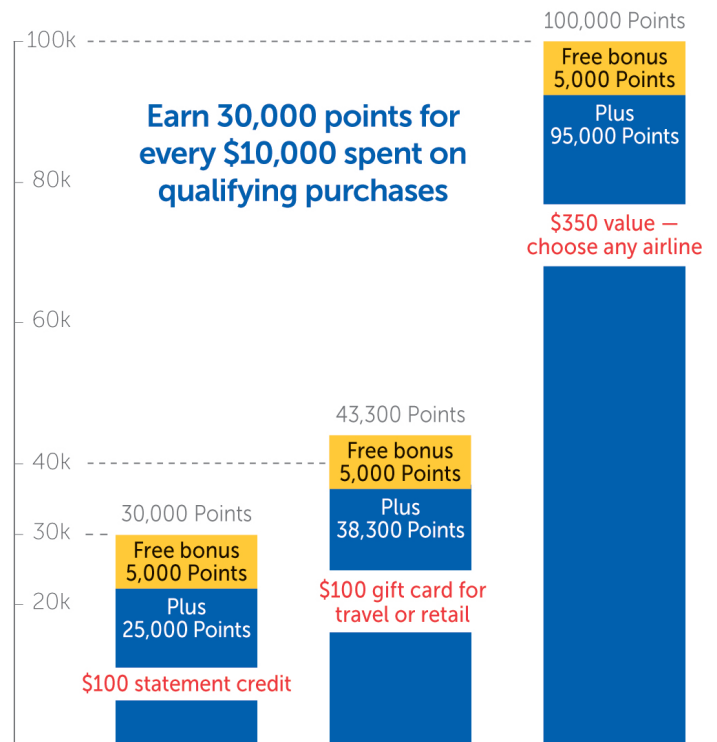 100,000 Points
100k
Free bonus
5,000 Points
Earn 30,000 points for
every $10,000 spent on
qualifying purchases
Plus
95,000 Points
80k
$350 value —
choose any airline
60k
43,300 Points
Free bonus
5,000 Points
40k
Plus
38,300 Points
30,000 Points
30k
Free bonus
5,000 Points
$100 gift card for
travel or retail
20k
Plus
25,000 Points
$100 statement credit